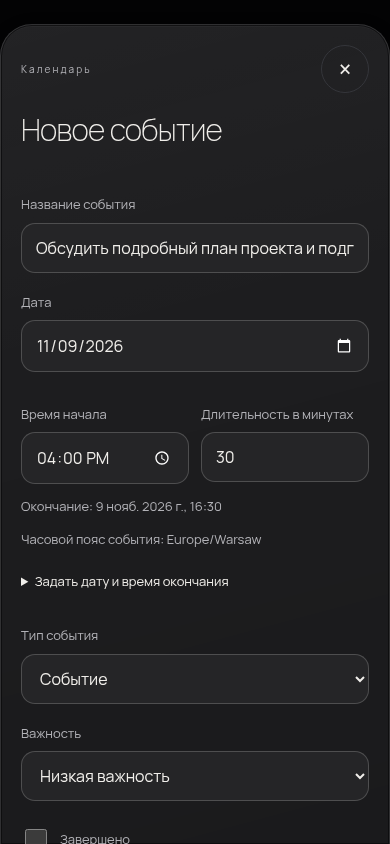 Календарь
Новое событие
Название события
Обсудить подробный план проекта и подг
Дата
11/09/2026
Время начала
Длительность в минутах
04:00 PM
30
Окончание: 9 нояб. 2026 г., 16:30
Часовой пояс события: Europe/Warsaw
Задать дату и время окончания
Тип события
Событие
Важность
Низкая важность
Завершено